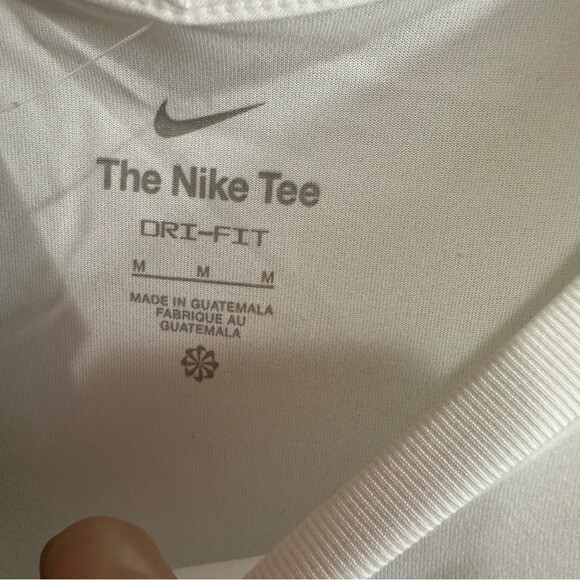 The Nike Tee
DRI-FIT
M M M
MADE IN GUATEMALA
FABRIQUE AU
GUATEMALA